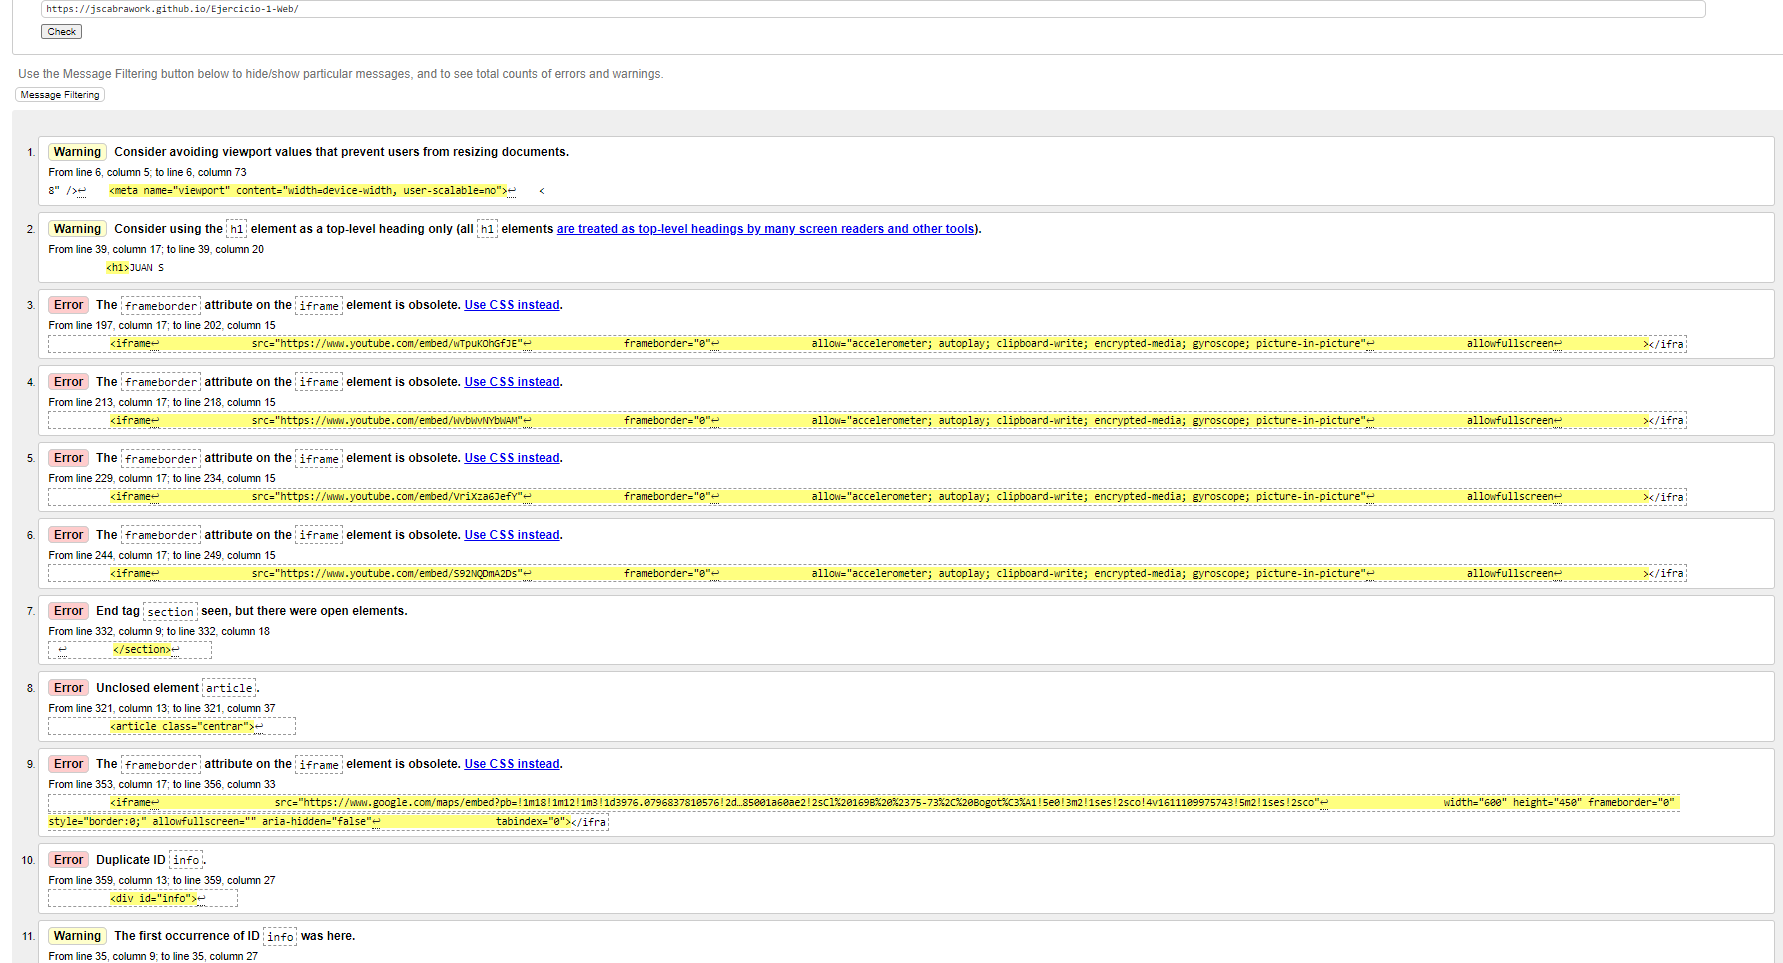 https://jscabrawork.github.io/Ejercicio-1-Web/
Check
Use the Message Filtering button below to hide/show particular messages, and to see total counts of errors and warnings.
Message Filtering
1. Warning Consider avoiding viewport values that prevent users from resizing documents.
From line 6, column 5; to line 6, column 73
8" />↩ <meta name="viewport" content="width=device-width, user-scalable=no">↩ <
2. Warning Consider using the h1 element as a top-level heading only (all h1 elements are treated as top-level headings by many screen readers and other tools).
From line 39, column 17; to line 39, column 20
<h1>JUAN S
3. Error The frameborder attribute on the iframe element is obsolete. Use CSS instead.
From line 197, column 17; to line 202, column 15
<iframe↩ src="https://www.youtube.com/embed/wTpuKOhGfJE"↩ frameborder="0"↩ allow="accelerometer; autoplay; clipboard-write; encrypted-media; gyroscope; picture-in-picture"↩ allowfullscreen↩ ></ifra
4. Error The frameborder attribute on the iframe element is obsolete. Use CSS instead.
From line 213, column 17; to line 218, column 15
<iframe↩ src="https://www.youtube.com/embed/WvbWvNYbWAM"↩ frameborder="0"↩ allow="accelerometer; autoplay; clipboard-write; encrypted-media; gyroscope; picture-in-picture"↩ allowfullscreen↩ ></ifra
5. Error The frameborder attribute on the iframe element is obsolete. Use CSS instead.
From line 229, column 17; to line 234, column 15
<iframe↩ src="https://www.youtube.com/embed/VriXza6JefY"↩ frameborder="0"↩ allow="accelerometer; autoplay; clipboard-write; encrypted-media; gyroscope; picture-in-picture"↩ allowfullscreen↩ ></ifra
6. Error The frameborder attribute on the iframe element is obsolete. Use CSS instead.
From line 244, column 17; to line 249, column 15
<iframe↩ src="https://www.youtube.com/embed/S92NQDmA2Ds"↩ frameborder="0"↩ allow="accelerometer; autoplay; clipboard-write; encrypted-media; gyroscope; picture-in-picture"↩ allowfullscreen↩ ></ifra
7. Error End tag section seen, but there were open elements.
From line 332, column 9; to line 332, column 18
↩ </section>↩
8. Error Unclosed element article.
From line 321, column 13; to line 321, column 37
<article class="centrar">↩
9. Error The frameborder attribute on the iframe element is obsolete. Use CSS instead.
From line 353, column 17; to line 356, column 33
<iframe↩ src="https://www.google.com/maps/embed?pb=!1m18!1m12!1m3!1d3976.0796837810576!2d…85001a60ae2!2sCl%20169B%20%2375-73%2C%20Bogot%C3%A1!5e0!3m2!1ses!2sco!4v1611109975743!5m2!1ses!2sco"↩ width="600" height="450" frameborder="0"
style="border:0;" allowfullscreen="" aria-hidden="false"↩ tabindex="0"></ifra
10. Error Duplicate ID info.
From line 359, column 13; to line 359, column 27
<div id="info">↩
11. Warning The first occurrence of ID info was here.
From line 35, column 9; to line 35, column 27